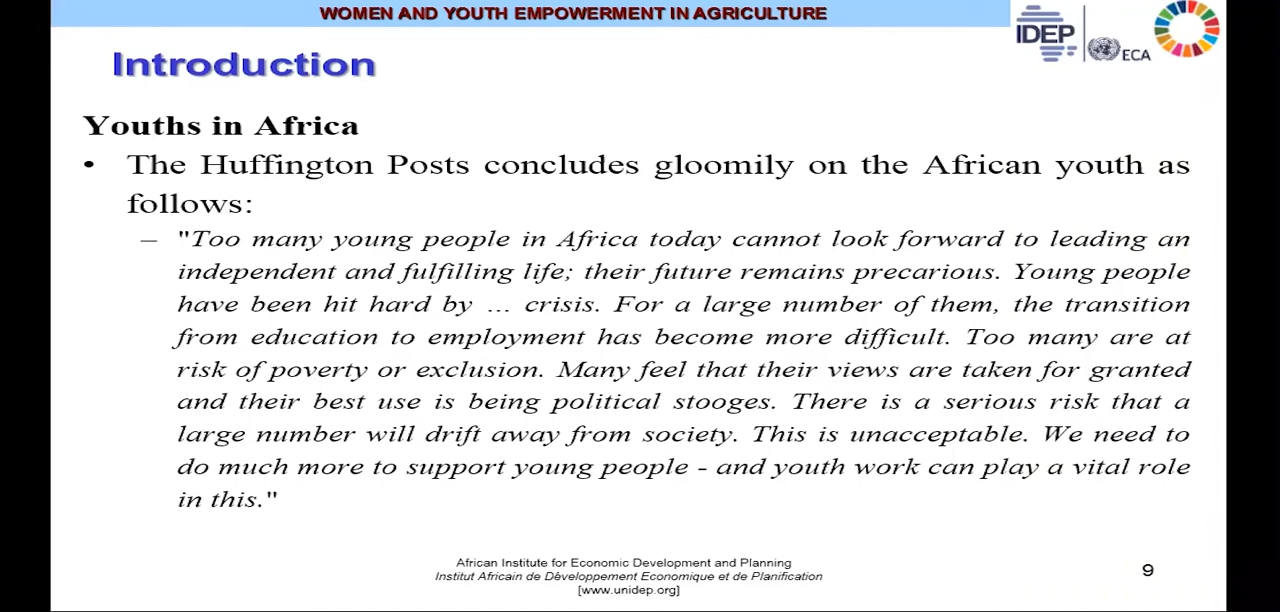 WOMEN AND YOUTH EMPOWERMENT IN AGRICULTURE
IDEP
ECA
Introduction
Youths in Africa
• The Huffington Posts concludes gloomily on the African youth as
follows:
– "Too many young people in Africa today cannot look forward to leading an
independent and fulfilling life; their future remains precarious. Young people
have been hit hard by … crisis. For a large number of them, the transition
from education to employment has become more difficult. Too many are at
risk of poverty or exclusion. Many feel that their views are taken for granted
and their best use is being political stooges. There is a serious risk that a
large number will drift away from society. This is unacceptable. We need to
do much more to support young people - and youth work can play a vital role
in this."
African Institute for Economic Development and Planning
Institut Africain de Développement Economique et de Planification
[www.unidep.org]
9